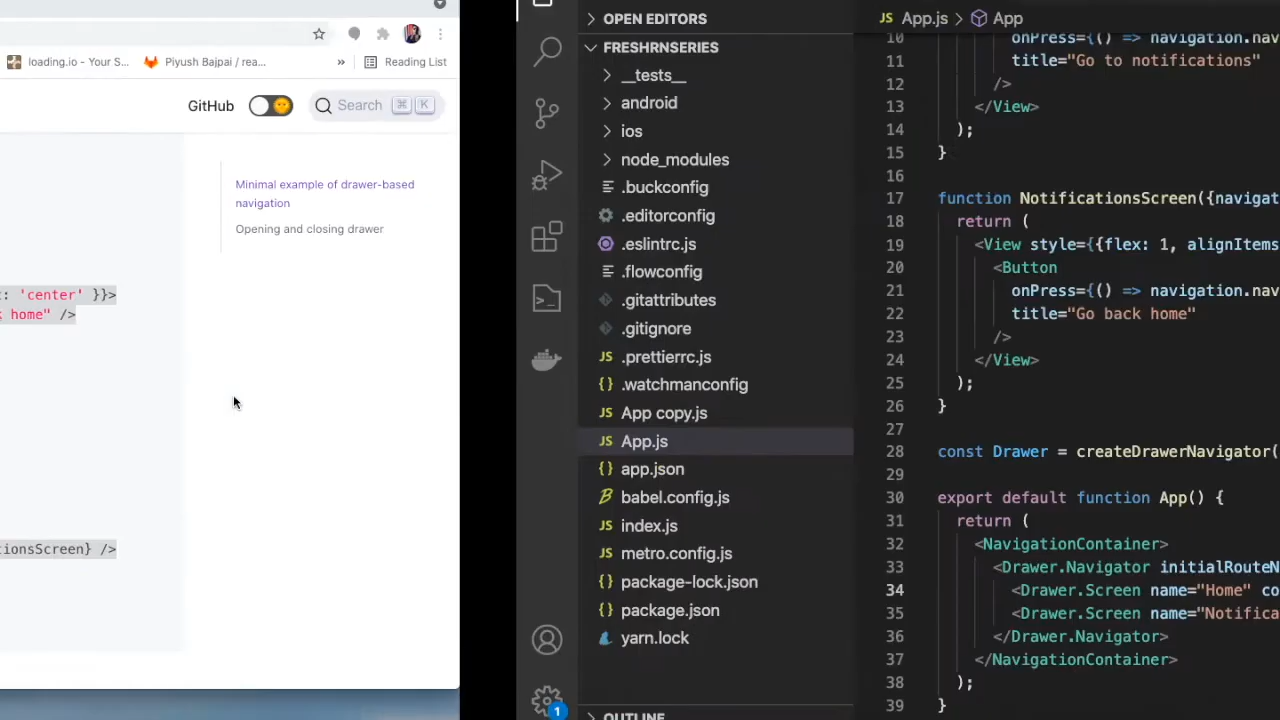 loading.io - Your S...
Piyush Bajpai / rea...
»
Reading List
GitHub
Search
⌘
K
Minimal example of drawer-based
navigation
Opening and closing drawer
t: 'center' }}>
k home" />
tionsScreen} />
OPEN EDITORS
FRESHRNSERIES
__tests__
android
ios
node_modules
.buckconfig
.editorconfig
.eslintrc.js
.flowconfig
.gitattributes
.gitignore
JS .prettierrc.js
{} .watchmanconfig
JS App copy.js
JS App.js
{} app.json
babel.config.js
JS index.js
JS metro.config.js
{} package-lock.json
{} package.json
yarn.lock
OUTLINE
1
JS App.js > App
10 onPress={() => navigation.nav
11 title="Go to notifications"
12 />
13 </View>
14 );
15 }
16
17 function NotificationsScreen({navigat
18 return (
19 <View style={{flex: 1, alignItems
20 <Button
21 onPress={() => navigation.nav
22 title="Go back home"
23 />
24 </View>
25 );
26 }
27
28 const Drawer = createDrawerNavigator(
29
30 export default function App() {
31 return (
32 <NavigationContainer>
33 <Drawer.Navigator initialRouteN
34 <Drawer.Screen name="Home" co
35 <Drawer.Screen name="Notifica
36 </Drawer.Navigator>
37 </NavigationContainer>
38 );
39 }